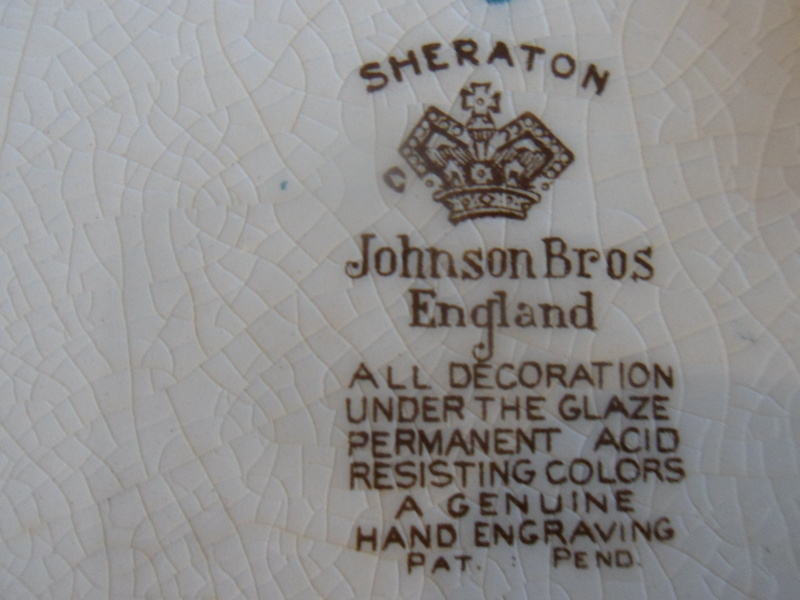 SHERATON
C
Johnson Bros
England
ALL DECORATION
UNDER THE GLAZE
PERMANENT ACID
RESISTING COLORS
A GENUINE
HAND ENGRAVING
PAT. : PEND.